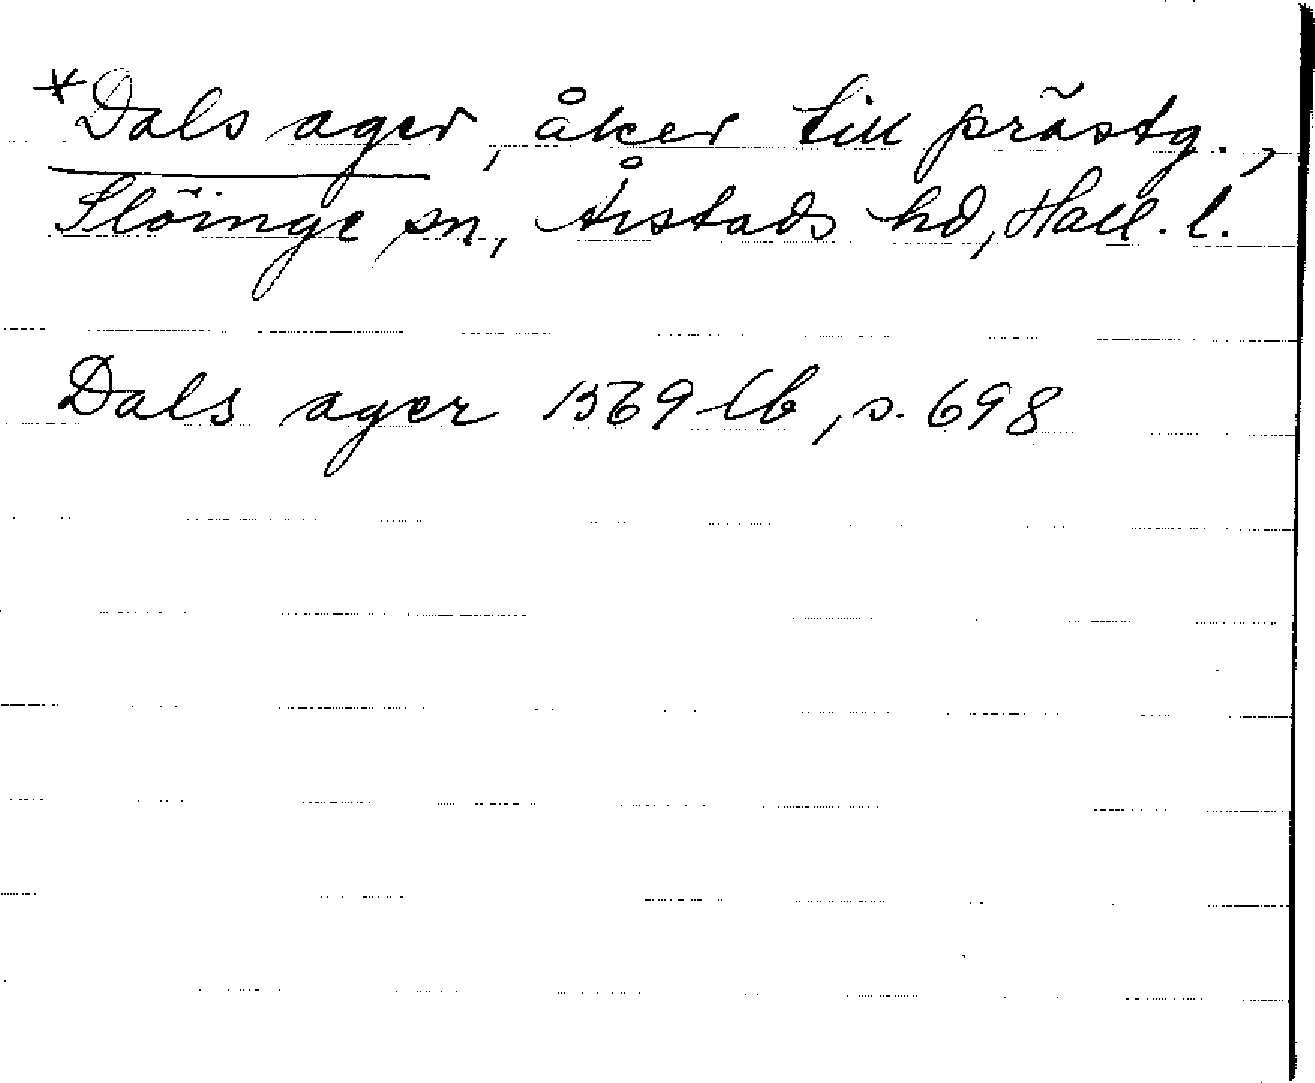 *Dals ager, åker till prästg.,
Slöinge sn, Årstads hd, Hall. l.
Dals ager 1569 lb, s. 698